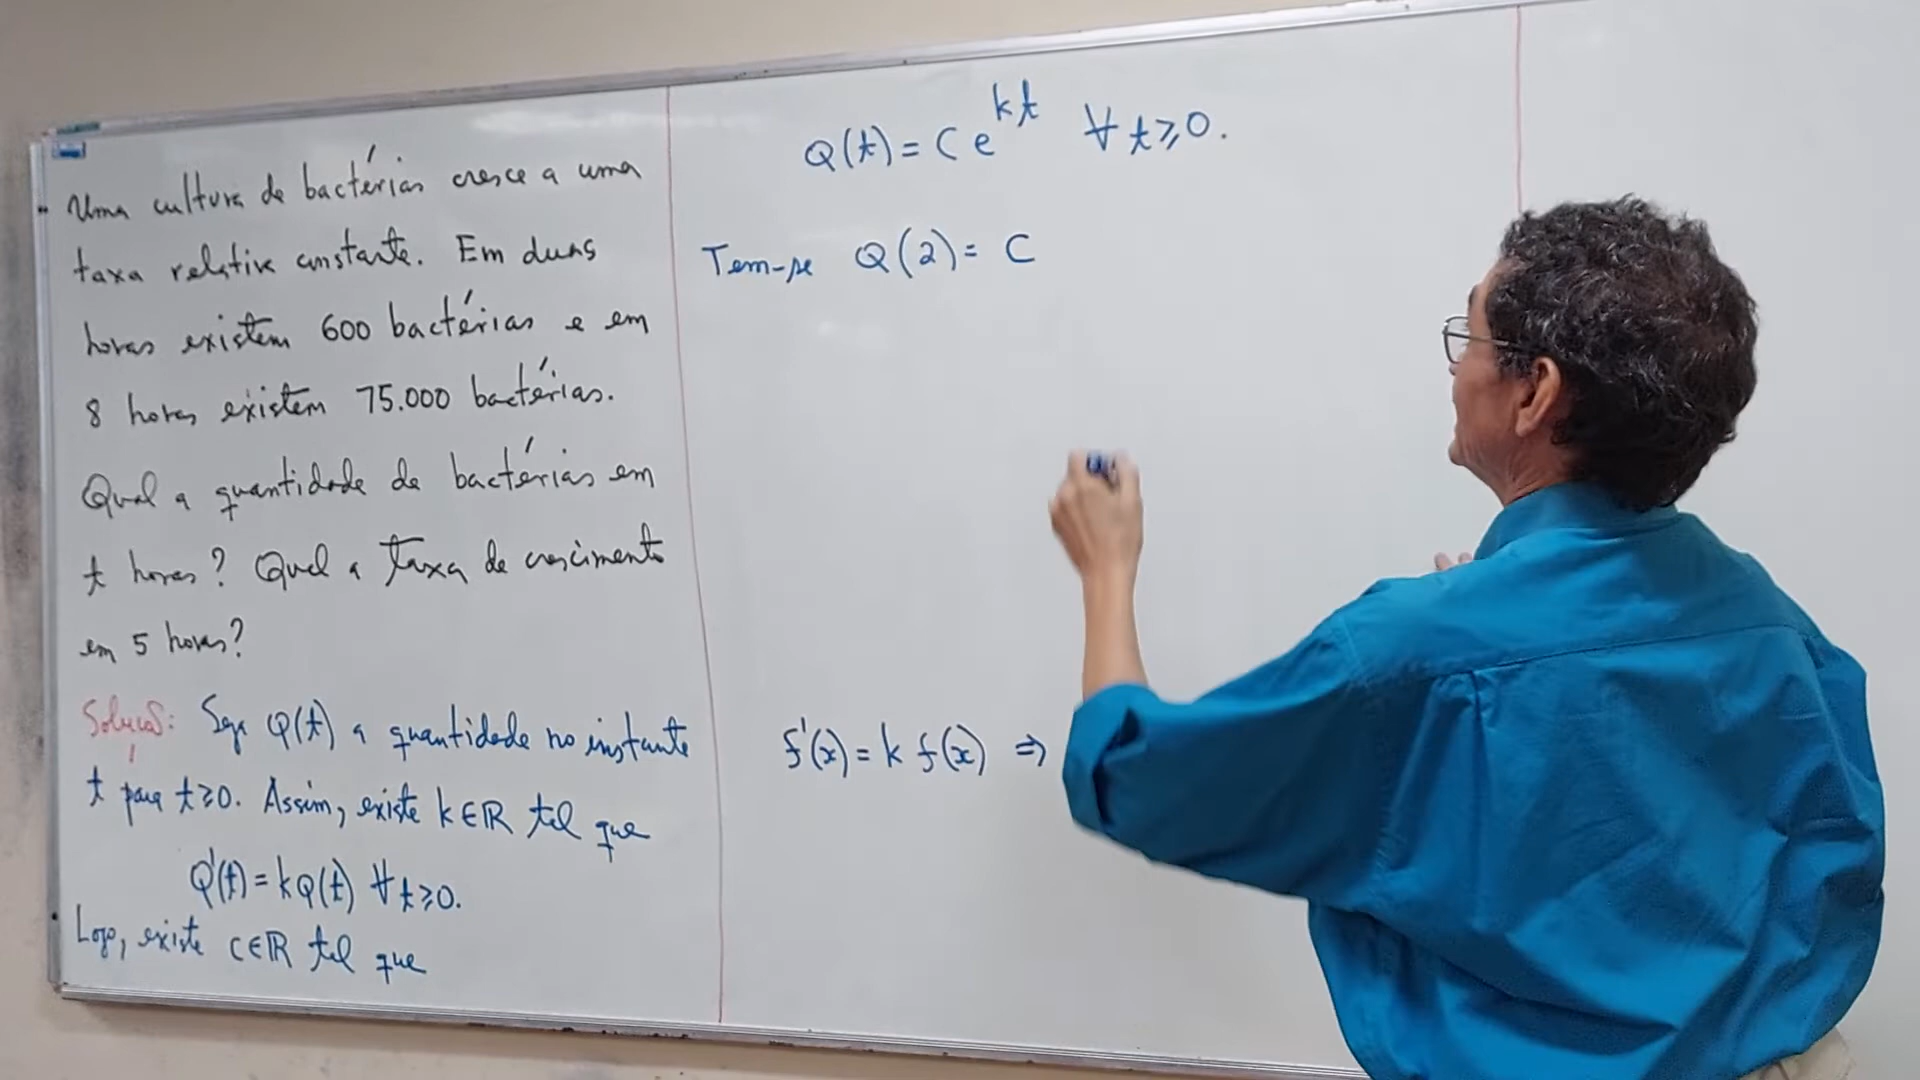 Uma cultura de bactérias cresce a uma
taxa relativa constante. Em duas
horas existem 600 bactérias e em
8 horas existem 75.000 bactérias.
Qual a quantidade de bactérias em
t horas? Qual a taxa de crescimento
em 5 horas?
Solução: Seja Q(t) a quantidade no instante
t para t≥0. Assim, existe k∈ℝ tal que
Q'(t) = kQ(t) ∀ t≥0.
Logo, existe C∈ℝ tal que
Q(t) = C e^{kt} ∀ t≥0.
Tem-se Q(2) = C
f'(x) = k f(x) ⇒